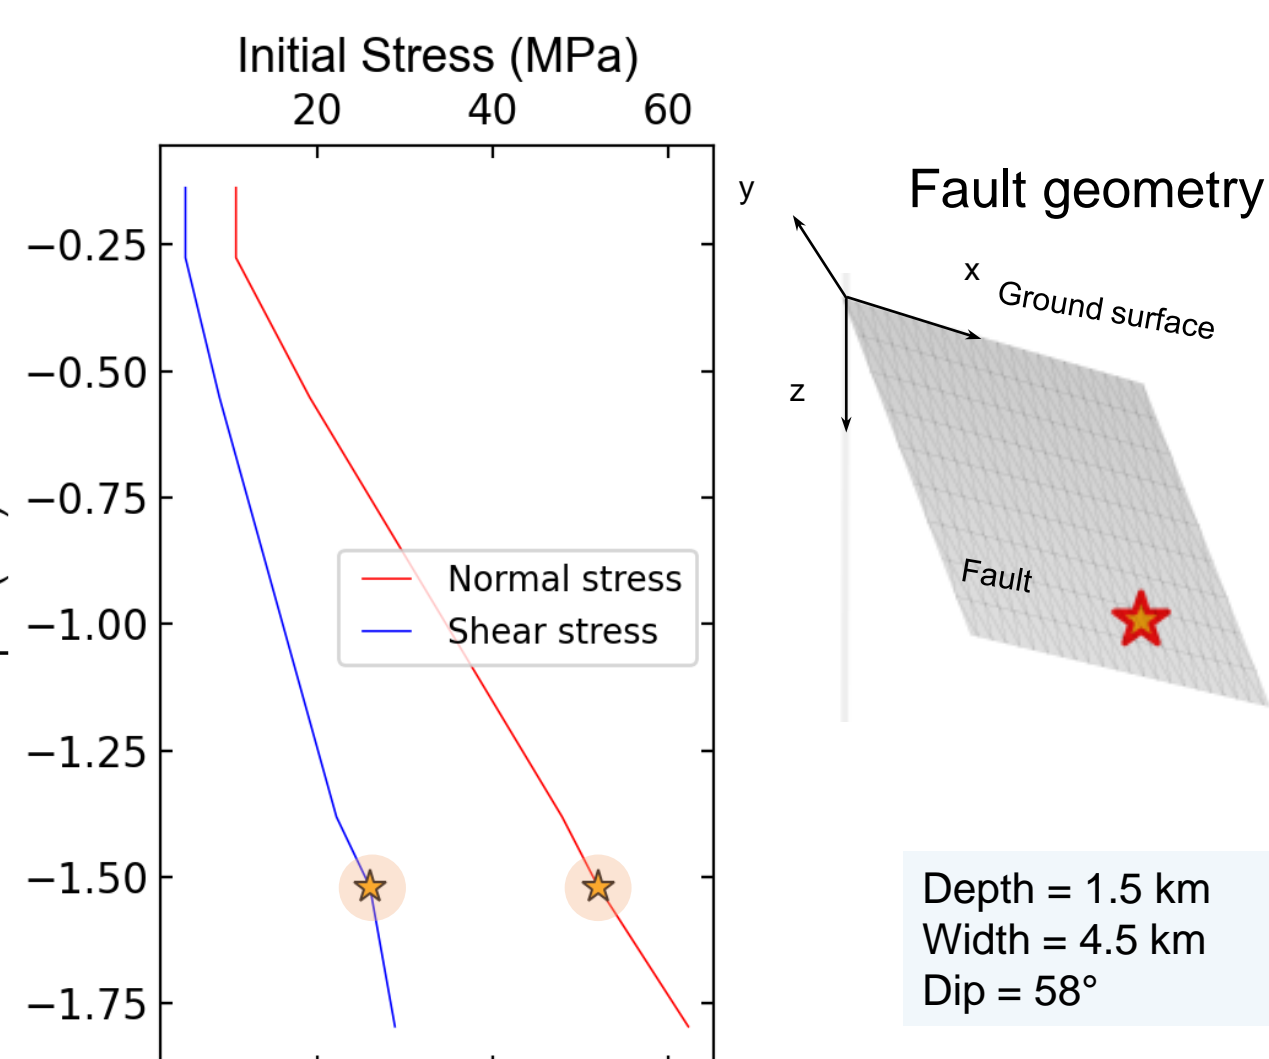 Initial Stress (MPa)
20 40 60
−0.25
−0.50
−0.75
−1.00
−1.25
−1.50
−1.75
Normal stress
Shear stress
Fault geometry
y
x
Ground surface
z
Fault
Depth = 1.5 km
Width = 4.5 km
Dip = 58°